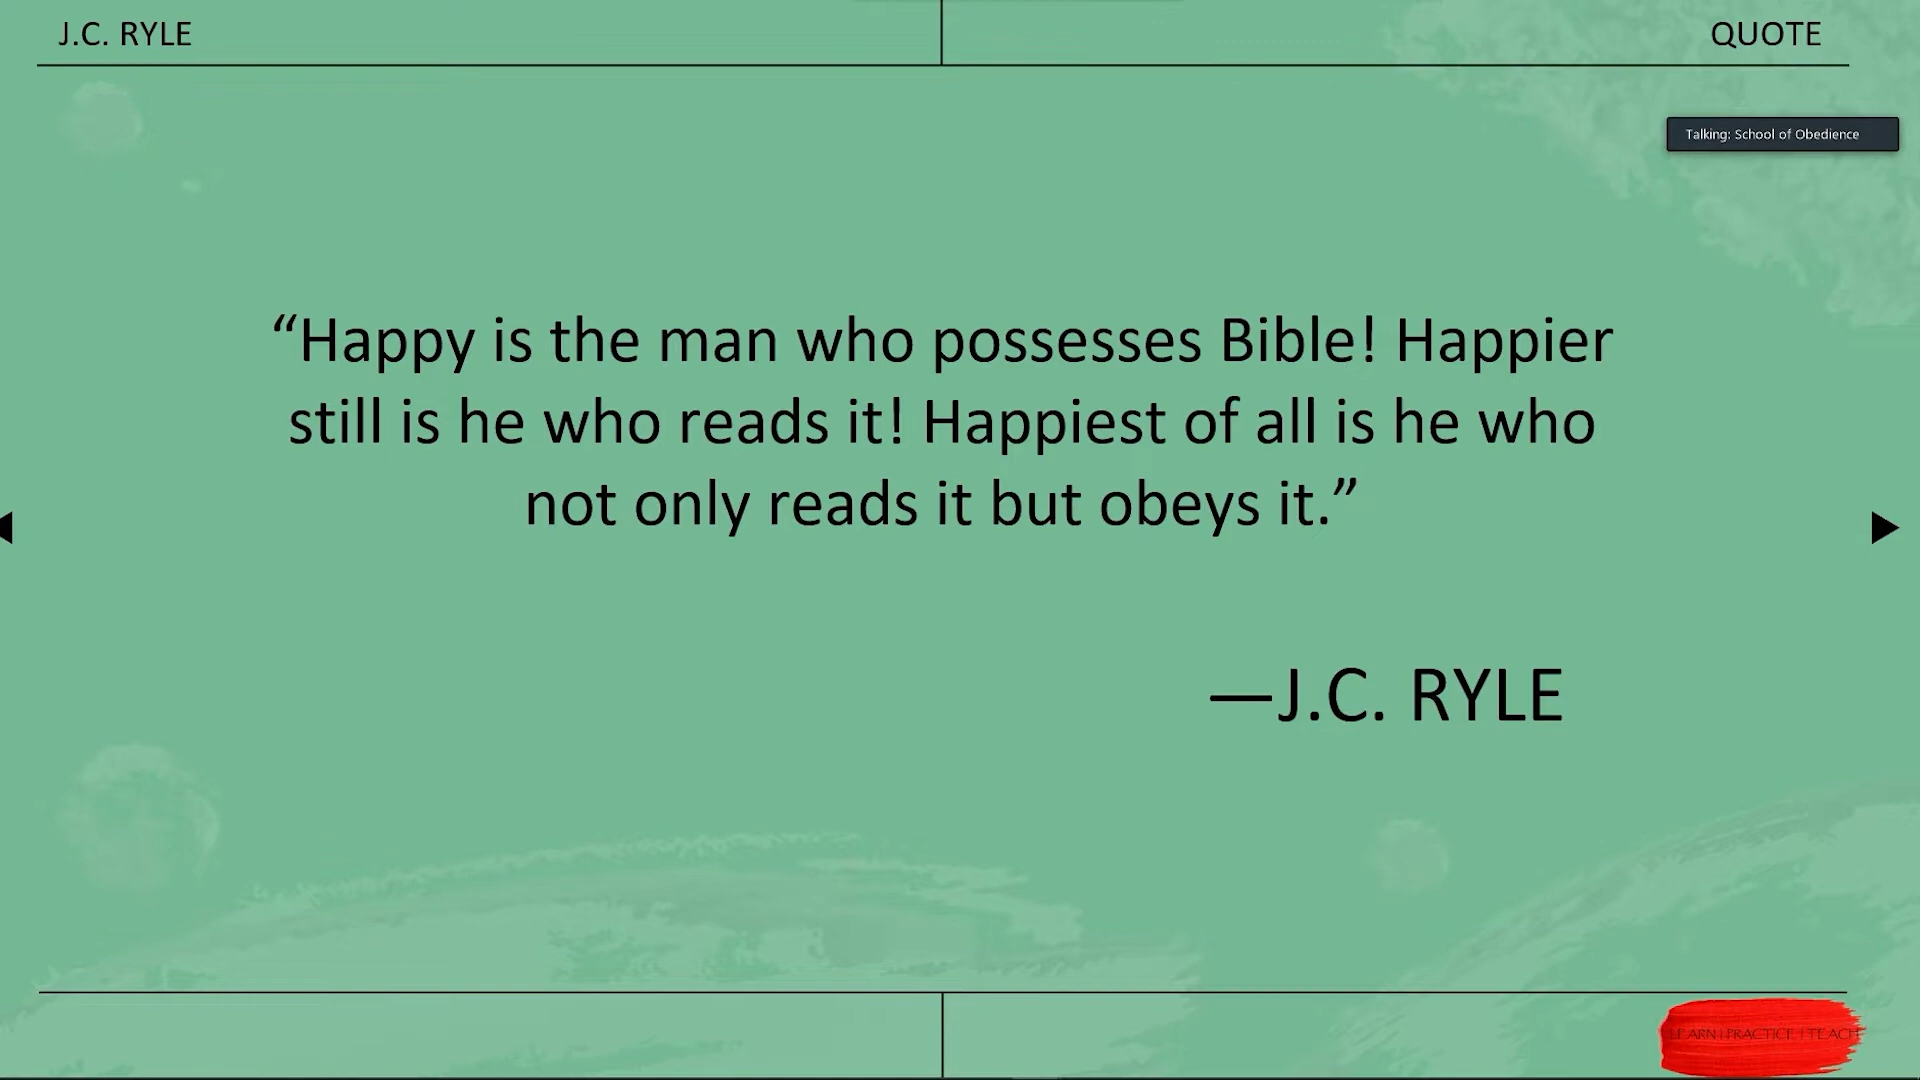 J.C. RYLE
QUOTE
Talking: School of Obedience
“Happy is the man who possesses Bible! Happier
still is he who reads it! Happiest of all is he who
not only reads it but obeys it.”
—J.C. RYLE
LEARN | PRACTICE | TEACH